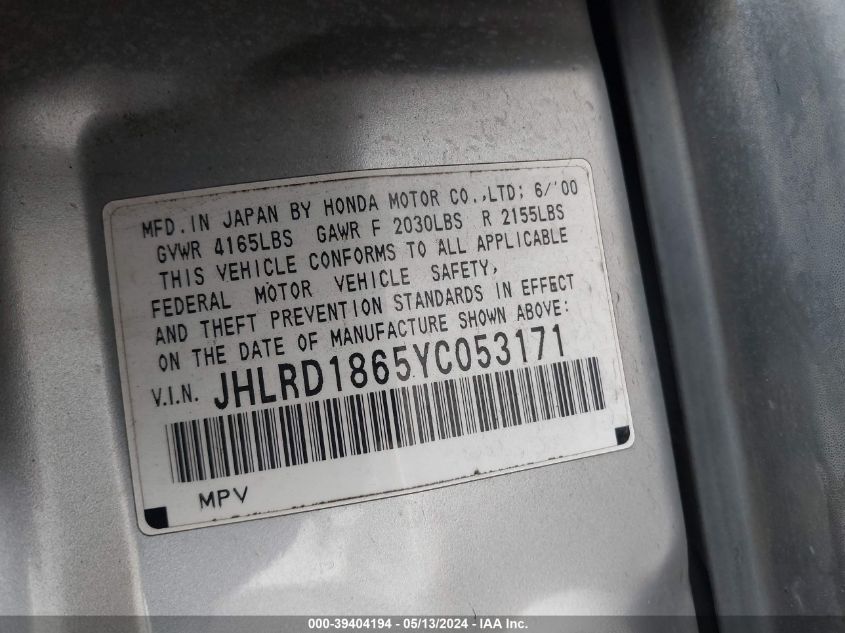 MFD. IN JAPAN BY HONDA MOTOR CO.,LTD; 6/'00
GVWR 4165LBS GAWR F 2030LBS R 2155LBS
THIS VEHICLE CONFORMS TO ALL APPLICABLE
FEDERAL MOTOR VEHICLE SAFETY,
AND THEFT PREVENTION STANDARDS IN EFFECT
ON THE DATE OF MANUFACTURE SHOWN ABOVE:
V.I.N. JHLRD1865YC053171
MPV
000-39404194 - 05/13/2024 - IAA Inc.